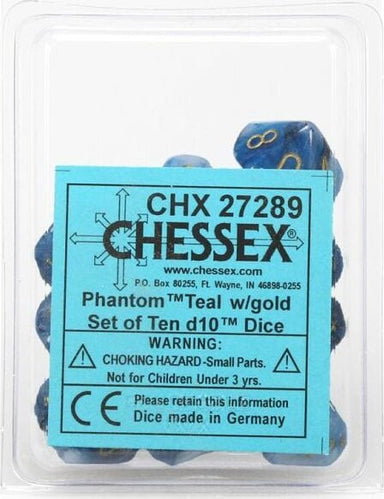 8
CHX 27289
CHESSEX®
www.chessex.com
P.O. Box 80255, Ft. Wayne, IN 46898-0255
Phantom™Teal w/gold
Set of Ten d10™ Dice
WARNING:
CHOKING HAZARD-Small Parts.
Not for Children Under 3 yrs.
CE Please retain this information
Dice made in Germany